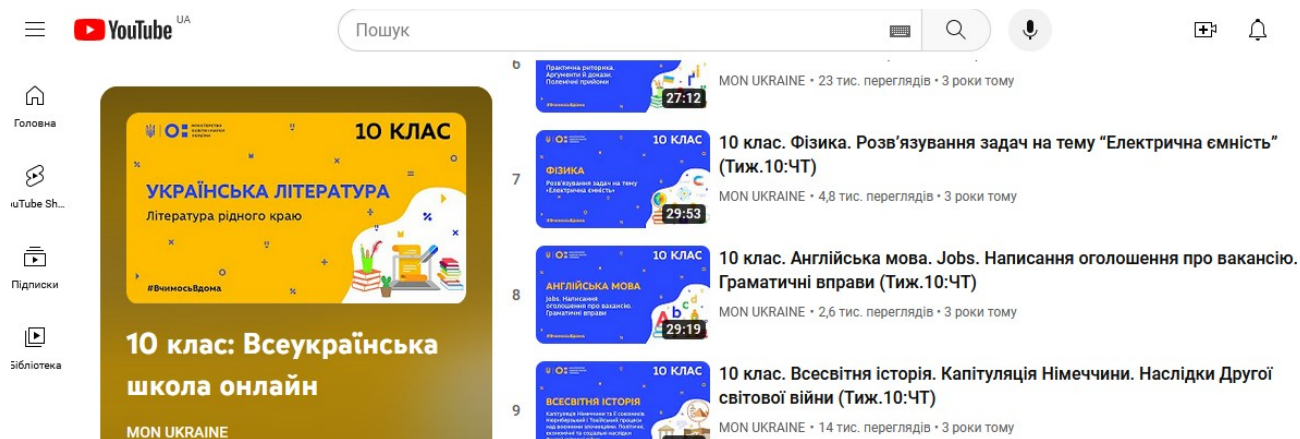 YouTube UA
Пошук
Головна
uTube Sh...
Підписки
Бібліотека
10 КЛАС
УКРАЇНСЬКА ЛІТЕРАТУРА
Література рідного краю
#ВчимосьВдома
10 клас: Всеукраїнська
школа онлайн
MON UKRAINE
6
Практична риторика.
Аргументи й докази.
Полемічні прийоми
27:12
MON UKRAINE • 23 тис. переглядів • 3 роки тому
7
10 КЛАС
ФІЗИКА
Розв'язування задач на тему
«Електрична ємність»
29:53
10 клас. Фізика. Розв’язування задач на тему “Електрична ємність”
(Тиж.10:ЧТ)
MON UKRAINE • 4,8 тис. переглядів • 3 роки тому
8
10 КЛАС
АНГЛІЙСЬКА МОВА
Jobs. Написання
оголошення про вакансію.
Граматичні вправи
29:19
10 клас. Англійська мова. Jobs. Написання оголошення про вакансію.
Граматичні вправи (Тиж.10:ЧТ)
MON UKRAINE • 2,6 тис. переглядів • 3 роки тому
9
10 КЛАС
ВСЕСВІТНЯ ІСТОРІЯ
10 клас. Всесвітня історія. Капітуляція Німеччини. Наслідки Другої
світової війни (Тиж.10:ЧТ)
MON UKRAINE • 14 тис. переглядів • 3 роки тому